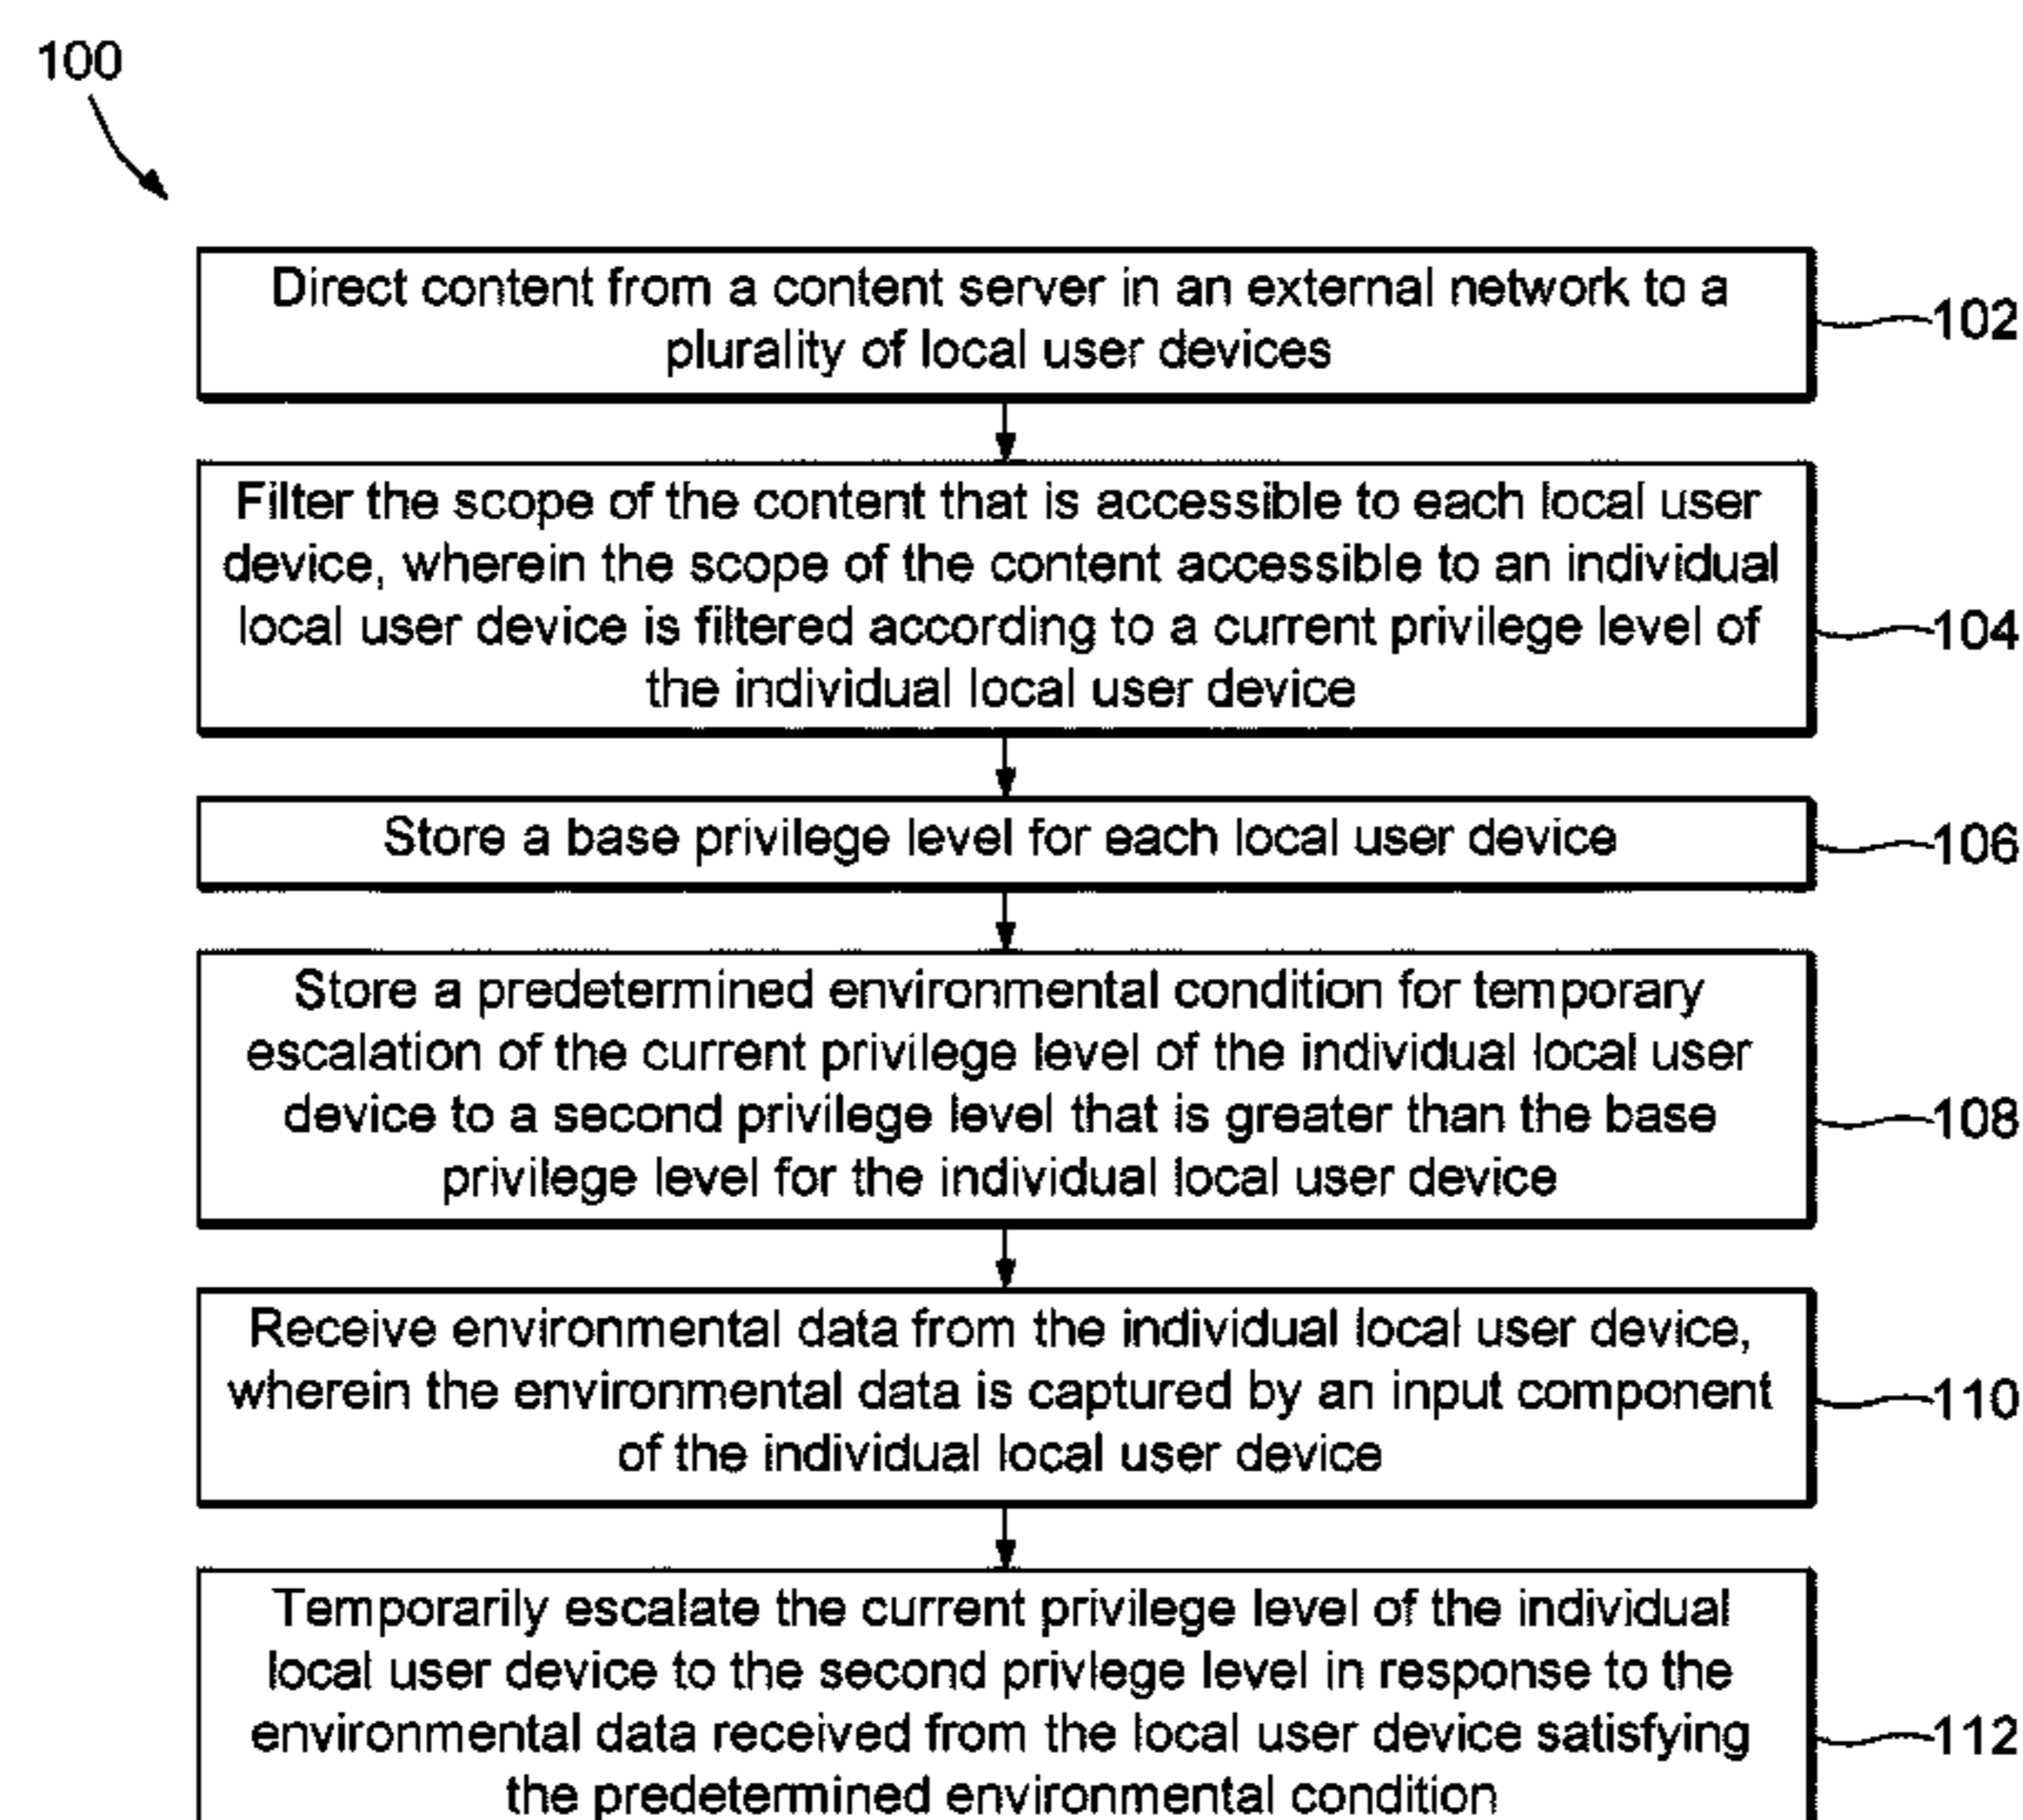 100
Direct content from a content server in an external network to a
plurality of local user devices
102
Filter the scope of the content that is accessible to each local user
device, wherein the scope of the content accessible to an individual
local user device is filtered according to a current privilege level of
the individual local user device
104
Store a base privilege level for each local user device
106
Store a predetermined environmental condition for temporary
escalation of the current privilege level of the individual local user
device to a second privilege level that is greater than the base
privilege level for the individual local user device
108
Receive environmental data from the individual local user device,
wherein the environmental data is captured by an input component
of the individual local user device
110
Temporarily escalate the current privilege level of the individual
local user device to the second privlege level in response to the
environmental data received from the local user device satisfying
the predetermined environmental condition
112